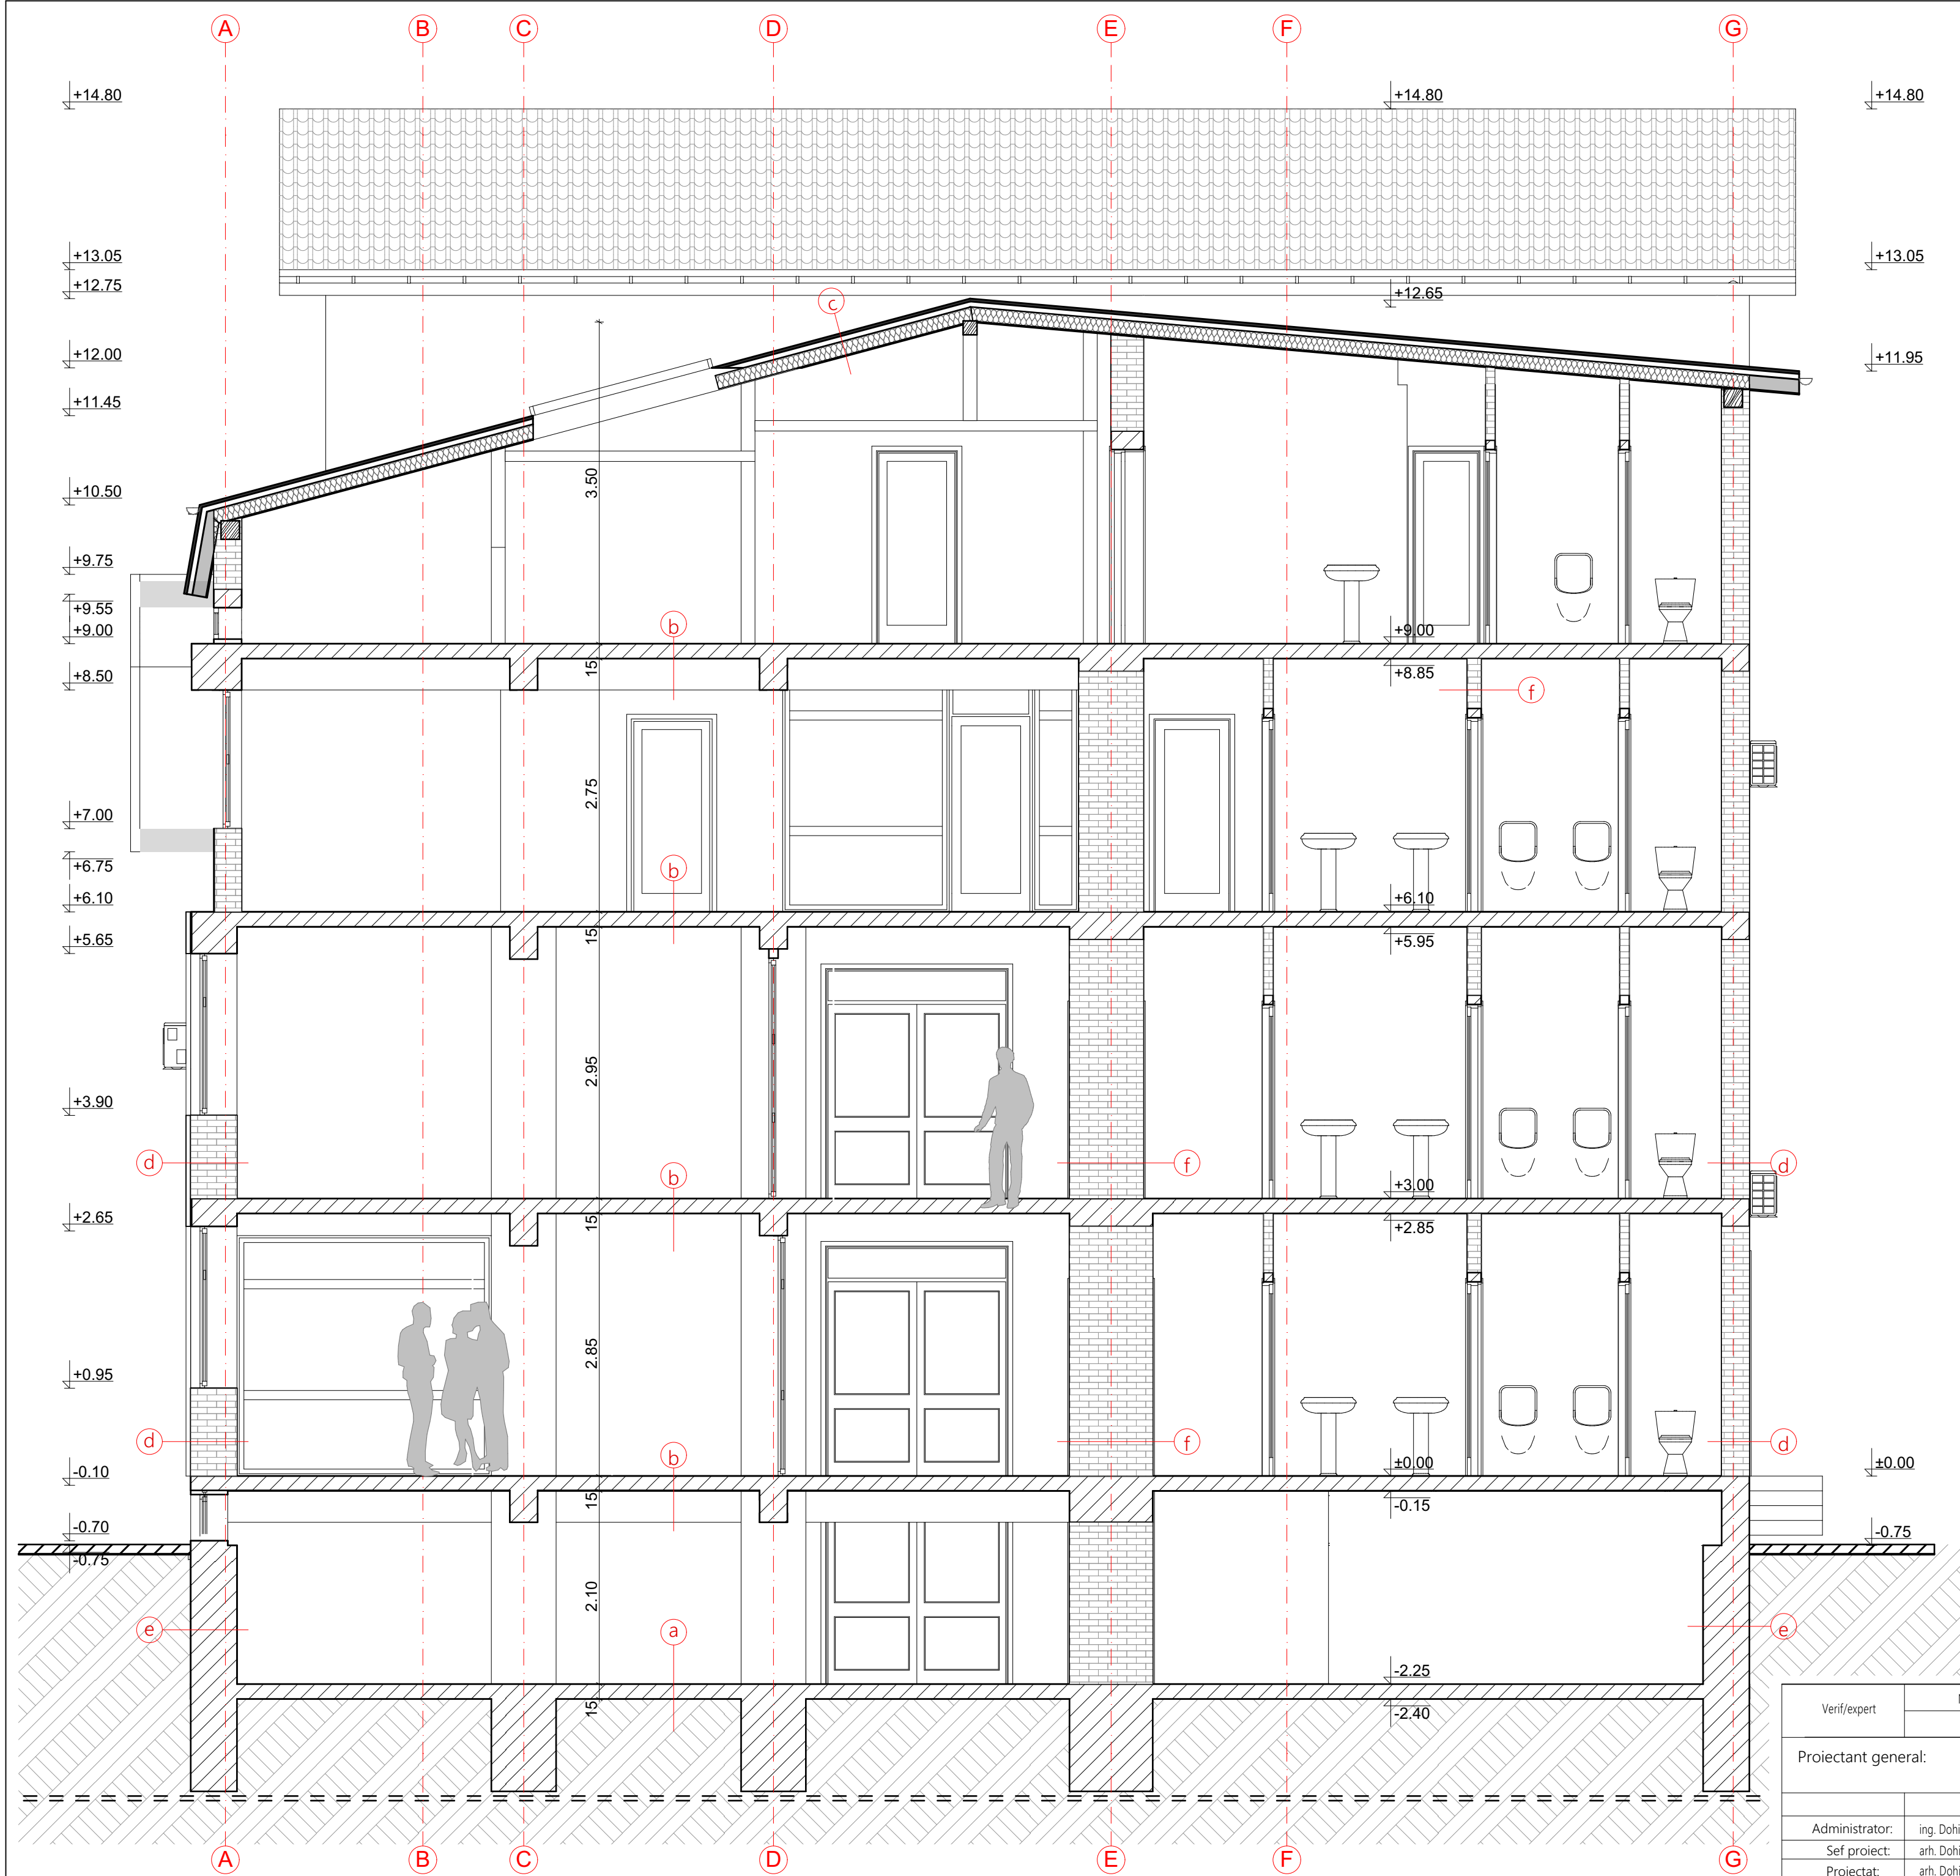 A B C D E F G
+14.80 +14.80 +14.80
+13.05 +13.05
+12.75 +12.65
c
+12.00 +11.95
+11.45
3.50
+10.50
+9.75
+9.55
+9.00 b +9.00
+8.50 15 +8.85 f
2.75
+7.00
+6.75 b
+6.10 +6.10
+5.65 15 +5.95
2.95
+3.90
d f d
b +3.00
+2.65 15 +2.85
2.85
+0.95
d f d
b ±0.00 ±0.00
-0.10 15 -0.15
-0.70 -0.75
-0.75
2.10
e a e
-2.25
15 -2.40
Verif/expert
Proiectant general:
Administrator: ing.
Sef proiect: arh.
Proiectat: arh.
A B C D E F G